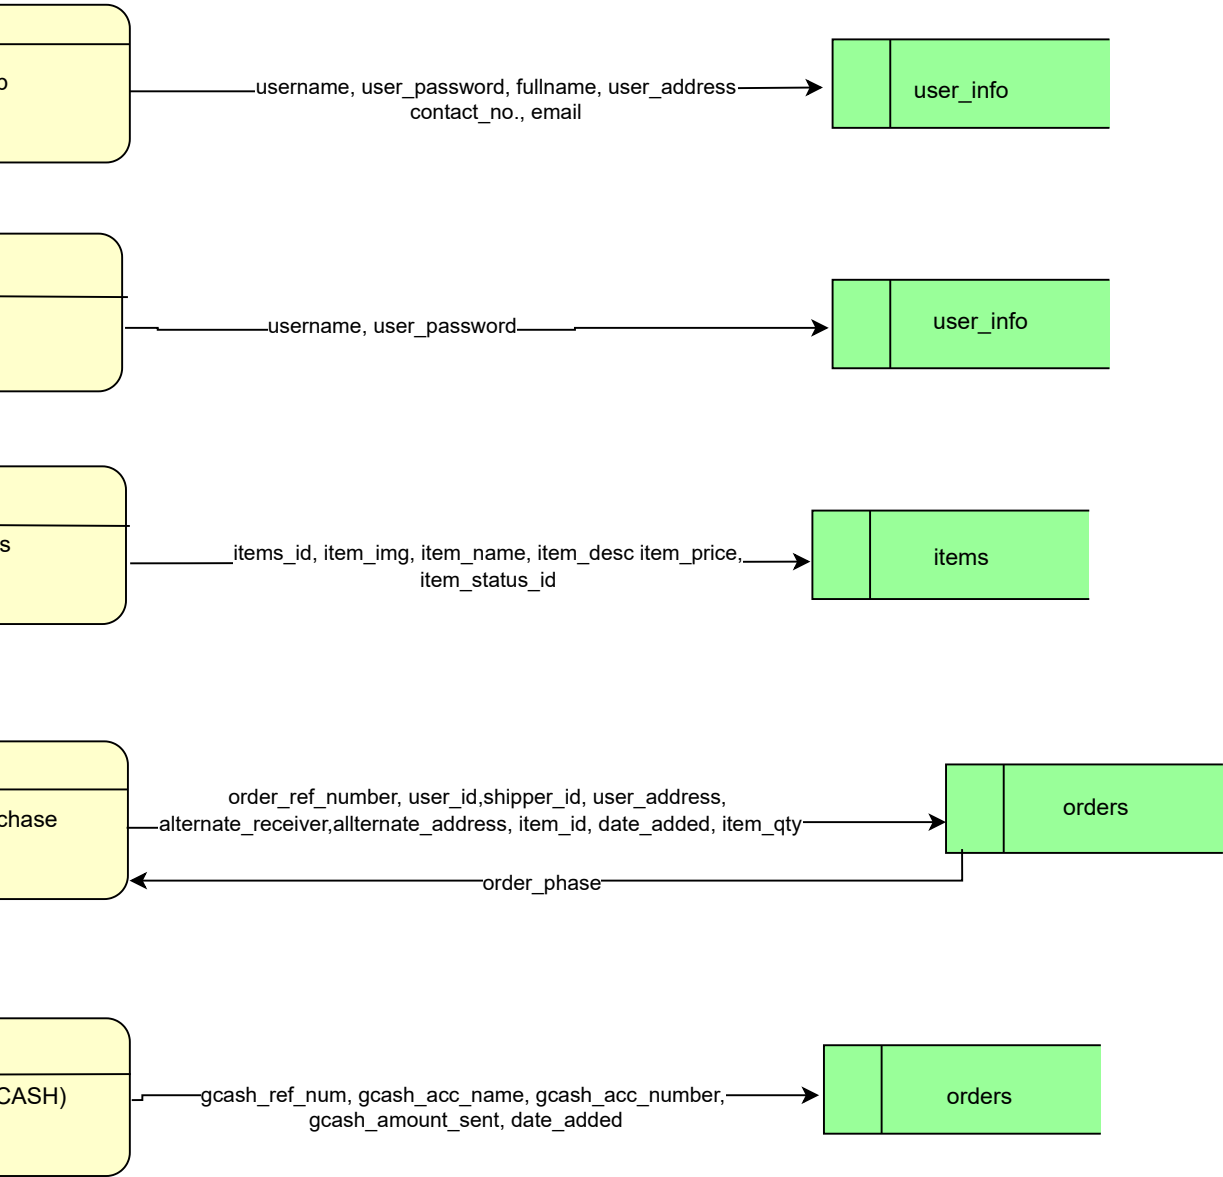 username, user_password, fullname, user_address
contact_no., email
user_info
username, user_password
user_info
s
items_id, item_img, item_name, item_desc item_price,
item_status_id
items
order_ref_number, user_id,shipper_id, user_address,
chase
alternate_receiver,allternate_address, item_id, date_added, item_qty
orders
order_phase
CASH)
gcash_ref_num, gcash_acc_name, gcash_acc_number,
gcash_amount_sent, date_added
orders